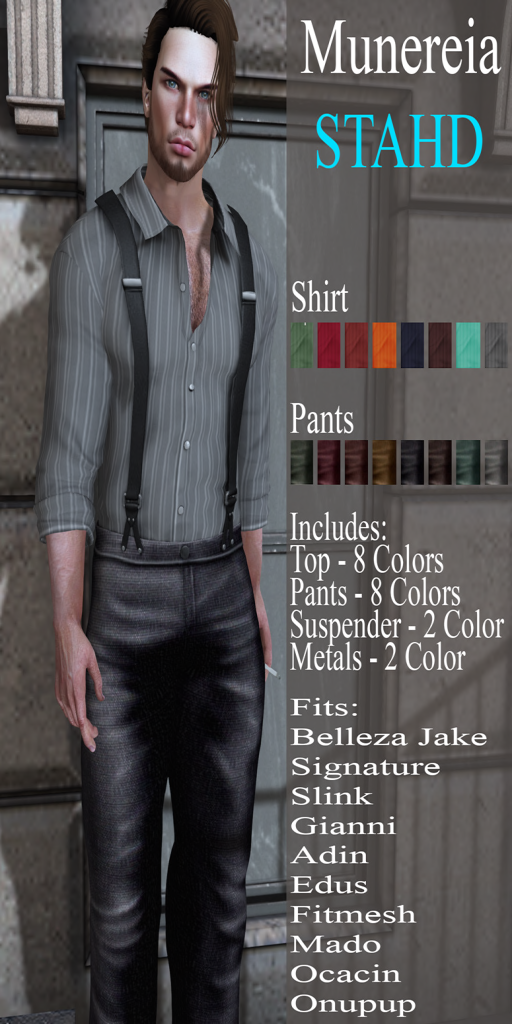 Munereia
STAHD
Shirt
Pants
Includes:
Top - 8 Colors
Pants - 8 Colors
Suspender - 2 Color
Metals - 2 Color
Fits:
Belleza Jake
Signature
Slink
Gianni
Adin
Edus
Fitmesh
Mado
Ocacin
Onupup